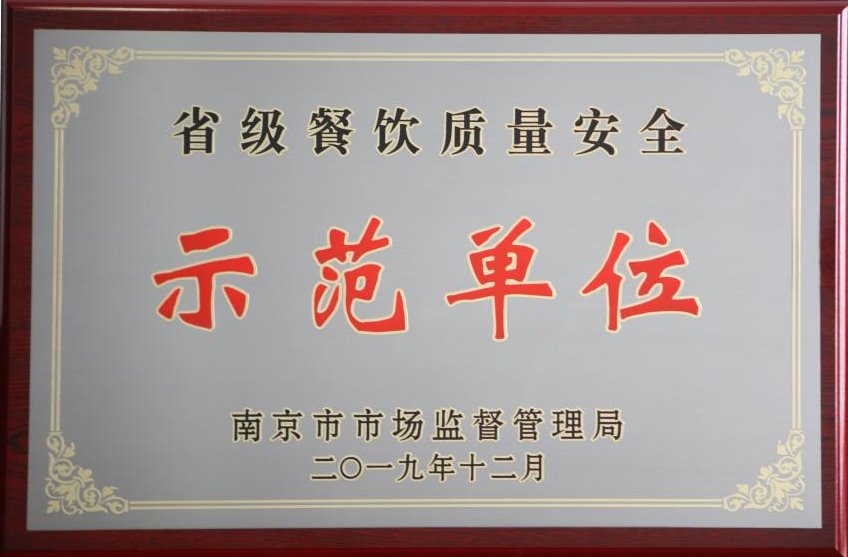 省级餐饮质量安全
示范单位
南京市市场监督管理局
二〇一九年十二月